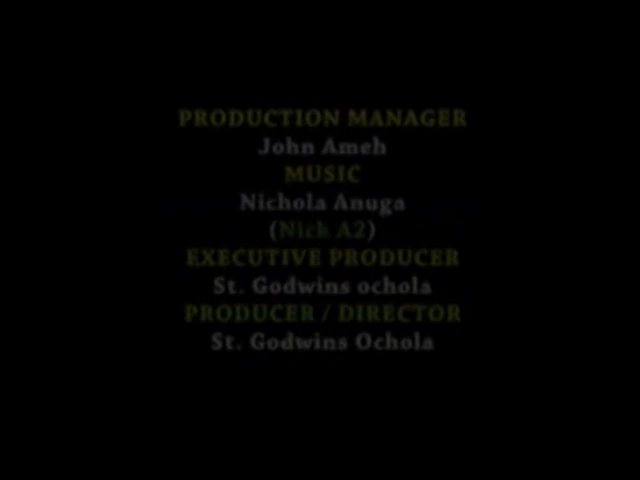 PRODUCTION MANAGER
John Ameh
MUSIC
Nichola Anuga
(Nick A2)
EXECUTIVE PRODUCER
St. Godwins ochola
PRODUCER / DIRECTOR
St. Godwins Ochola